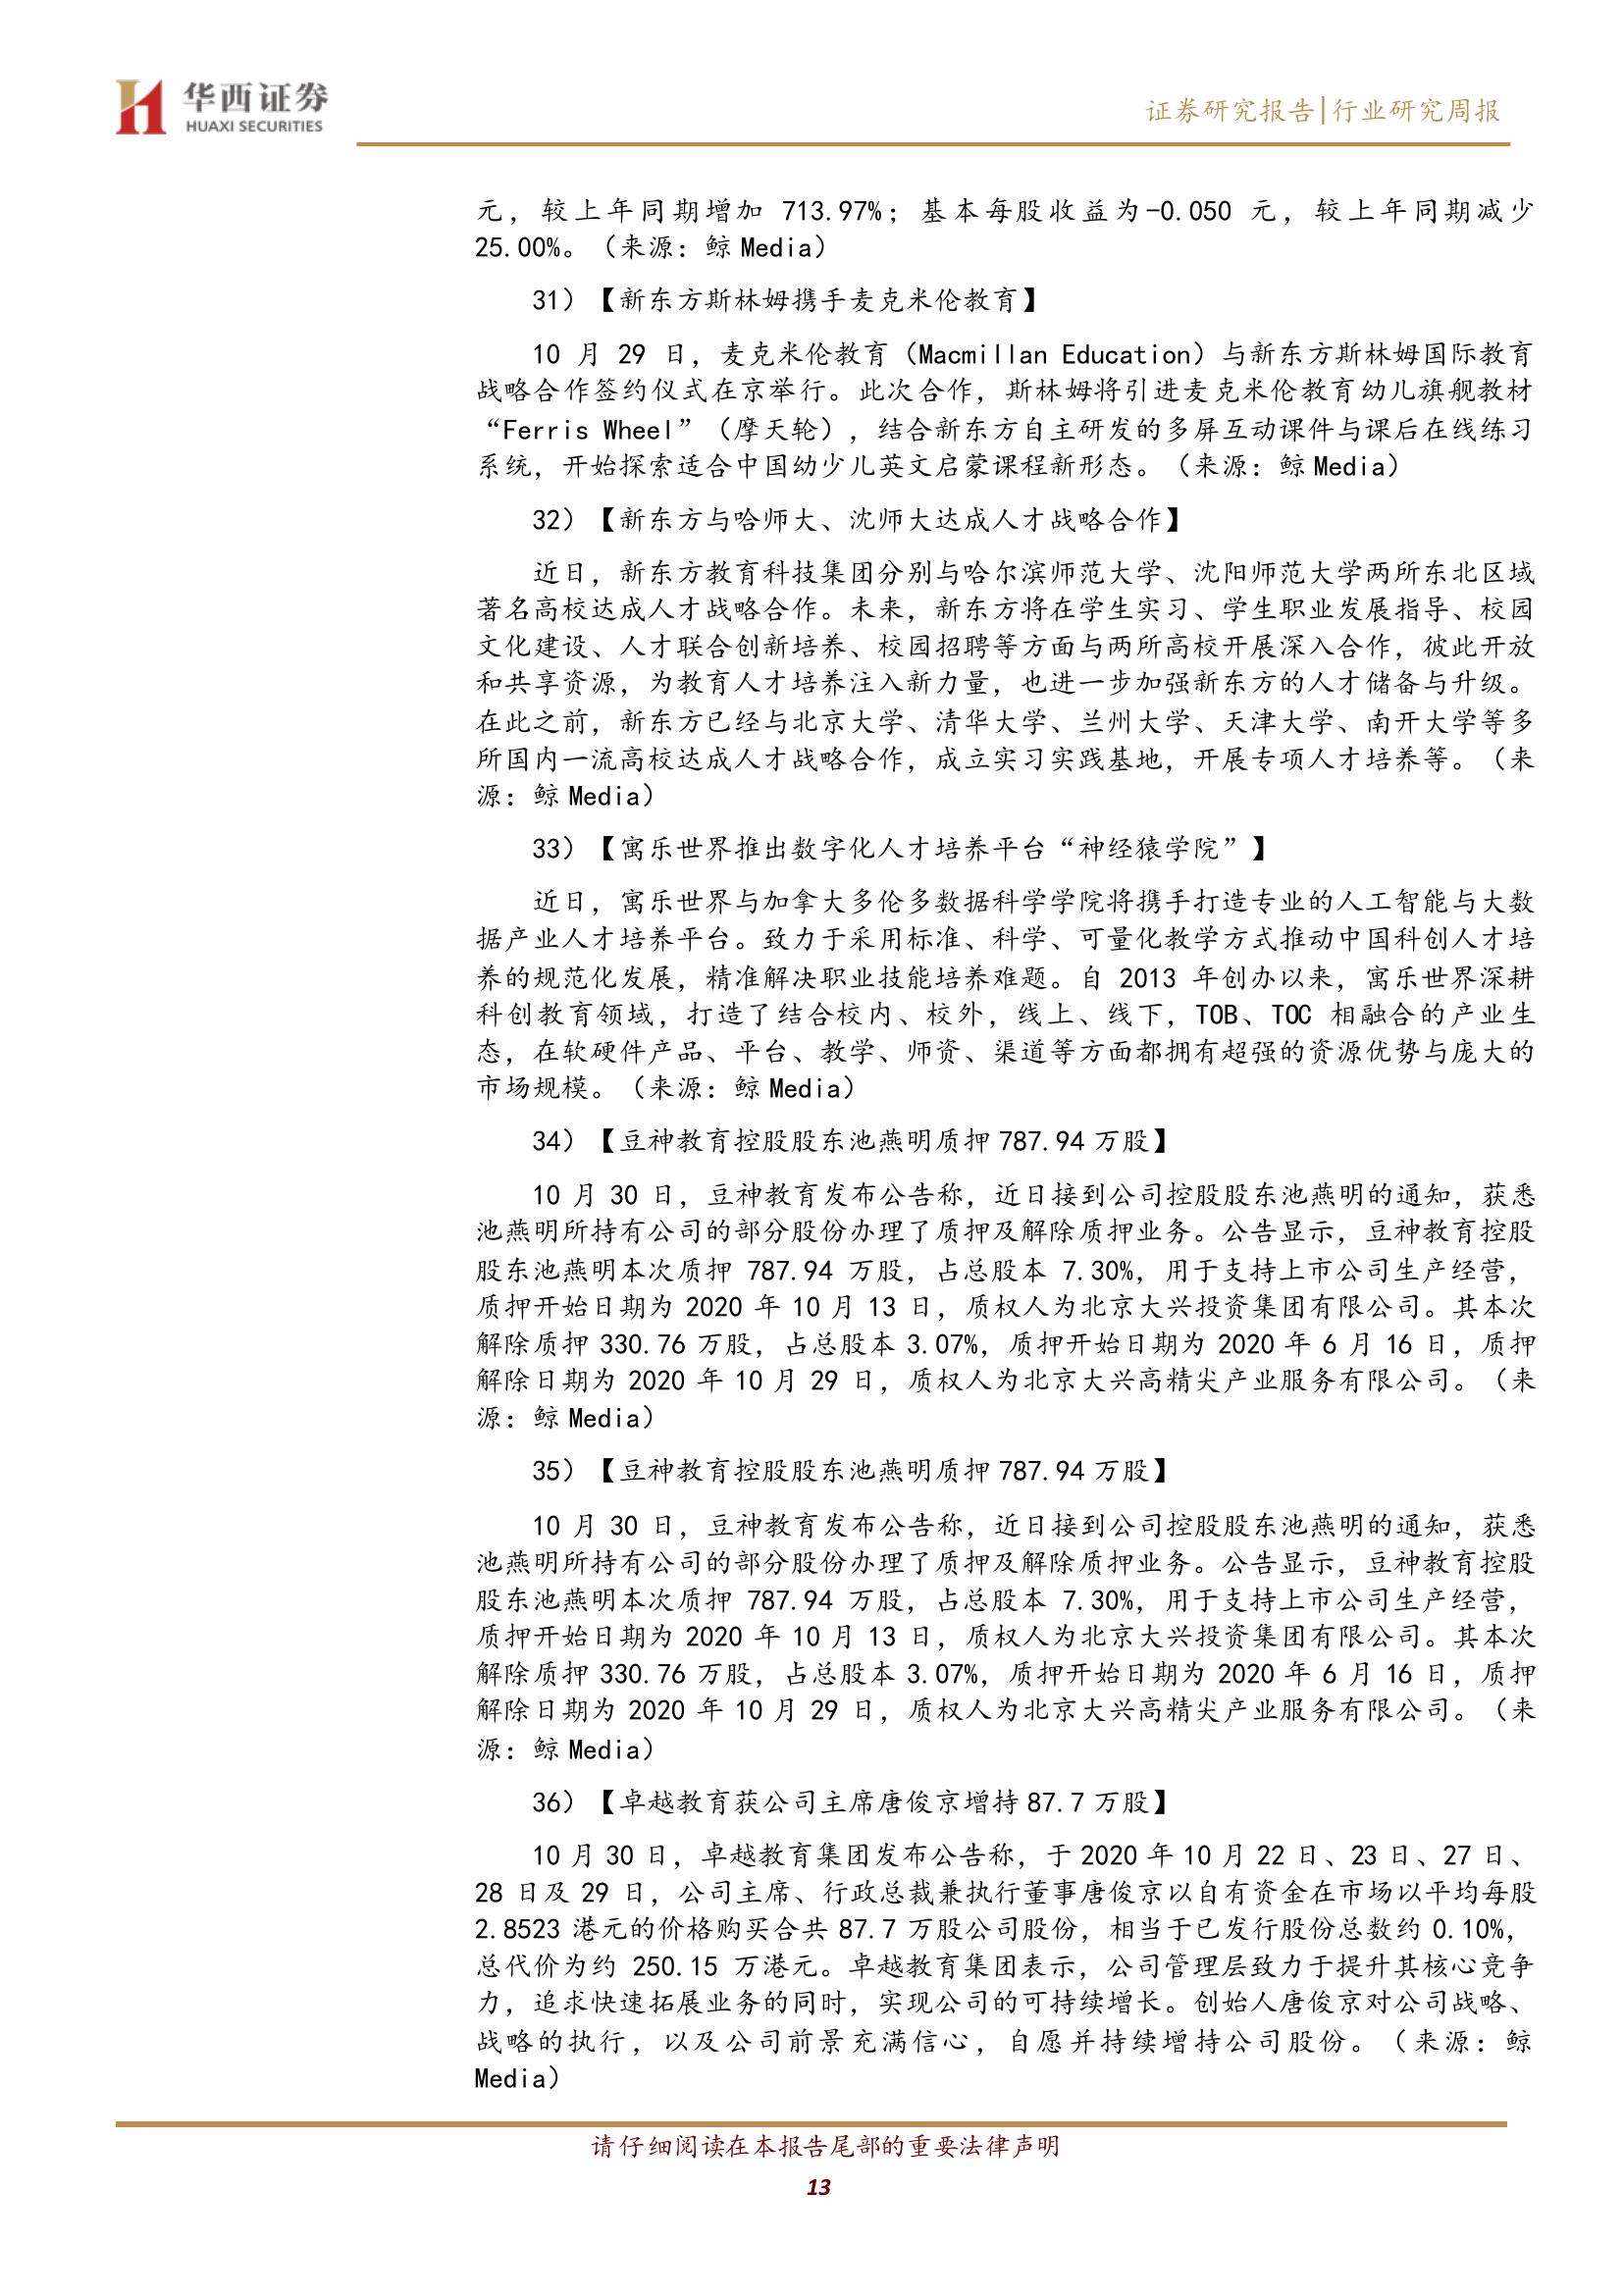 华西证券
HUAXI SECURITIES
证券研究报告|行业研究周报
元，较上年同期增加 713.97%；基本每股收益为-0.050 元，较上年同期减少
25.00%。（来源：鲸 Media）
31）【新东方斯林姆携手麦克米伦教育】
10 月 29 日，麦克米伦教育（Macmillan Education）与新东方斯林姆国际教育
战略合作签约仪式在京举行。此次合作，斯林姆将引进麦克米伦教育幼儿旗舰教材
“Ferris Wheel”（摩天轮），结合新东方自主研发的多屏互动课件与课后在线练习
系统，开始探索适合中国幼少儿英文启蒙课程新形态。（来源：鲸 Media）
32）【新东方与哈师大、沈师大达成人才战略合作】
近日，新东方教育科技集团分别与哈尔滨师范大学、沈阳师范大学两所东北区域
著名高校达成人才战略合作。未来，新东方将在学生实习、学生职业发展指导、校园
文化建设、人才联合创新培养、校园招聘等方面与两所高校开展深入合作，彼此开放
和共享资源，为教育人才培养注入新力量，也进一步加强新东方的人才储备与升级。
在此之前，新东方已经与北京大学、清华大学、兰州大学、天津大学、南开大学等多
所国内一流高校达成人才战略合作，成立实习实践基地，开展专项人才培养等。（来
源：鲸 Media）
33）【寓乐世界推出数字化人才培养平台“神经猿学院”】
近日，寓乐世界与加拿大多伦多数据科学学院将携手打造专业的人工智能与大数
据产业人才培养平台。致力于采用标准、科学、可量化教学方式推动中国科创人才培
养的规范化发展，精准解决职业技能培养难题。自 2013 年创办以来，寓乐世界深耕
科创教育领域，打造了结合校内、校外，线上、线下，TOB、TOC 相融合的产业生
态，在软硬件产品、平台、教学、师资、渠道等方面都拥有超强的资源优势与庞大的
市场规模。（来源：鲸 Media）
34）【豆神教育控股股东池燕明质押 787.94 万股】
10 月 30 日，豆神教育发布公告称，近日接到公司控股股东池燕明的通知，获悉
池燕明所持有公司的部分股份办理了质押及解除质押业务。公告显示，豆神教育控股
股东池燕明本次质押 787.94 万股，占总股本 7.30%，用于支持上市公司生产经营，
质押开始日期为 2020 年 10 月 13 日，质权人为北京大兴投资集团有限公司。其本次
解除质押 330.76 万股，占总股本 3.07%，质押开始日期为 2020 年 6 月 16 日，质押
解除日期为 2020 年 10 月 29 日，质权人为北京大兴高精尖产业服务有限公司。（来
源：鲸 Media）
35）【豆神教育控股股东池燕明质押 787.94 万股】
10 月 30 日，豆神教育发布公告称，近日接到公司控股股东池燕明的通知，获悉
池燕明所持有公司的部分股份办理了质押及解除质押业务。公告显示，豆神教育控股
股东池燕明本次质押 787.94 万股，占总股本 7.30%，用于支持上市公司生产经营，
质押开始日期为 2020 年 10 月 13 日，质权人为北京大兴投资集团有限公司。其本次
解除质押 330.76 万股，占总股本 3.07%，质押开始日期为 2020 年 6 月 16 日，质押
解除日期为 2020 年 10 月 29 日，质权人为北京大兴高精尖产业服务有限公司。（来
源：鲸 Media）
36）【卓越教育获公司主席唐俊京增持 87.7 万股】
10 月 30 日，卓越教育集团发布公告称，于 2020 年 10 月 22 日、23 日、27 日、
28 日及 29 日，公司主席、行政总裁兼执行董事唐俊京以自有资金在市场以平均每股
2.8523 港元的价格购买合共 87.7 万股公司股份，相当于已发行股份总数约 0.10%，
总代价为约 250.15 万港元。卓越教育集团表示，公司管理层致力于提升其核心竞争
力，追求快速拓展业务的同时，实现公司的可持续增长。创始人唐俊京对公司战略、
战略的执行，以及公司前景充满信心，自愿并持续增持公司股份。（来源：鲸
Media）
请仔细阅读在本报告尾部的重要法律声明
13